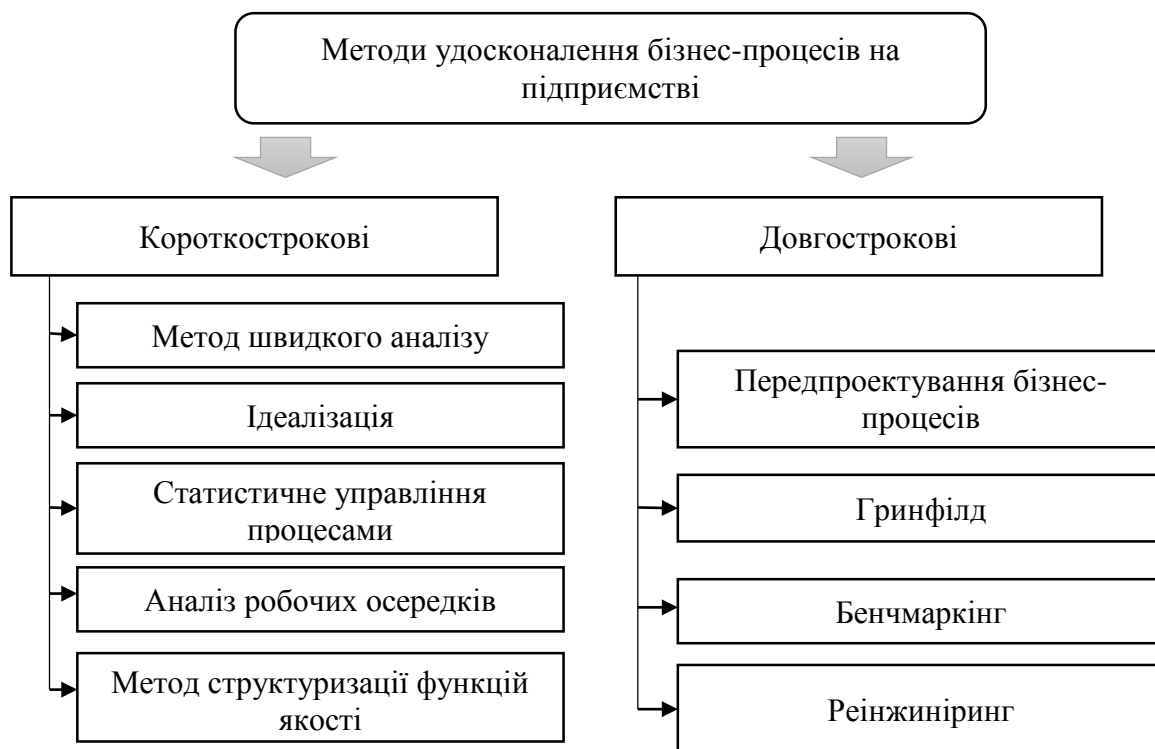 Методи удосконалення бізнес-процесів на
підприємстві
Короткострокові
Метод швидкого аналізу
Ідеалізація
Статистичне управління
процесами
Аналіз робочих осередків
Метод структуризації функцій
якості
Довгострокові
Передпроектування бізнес-
процесів
Гринфілд
Бенчмаркінг
Реінжиніринг